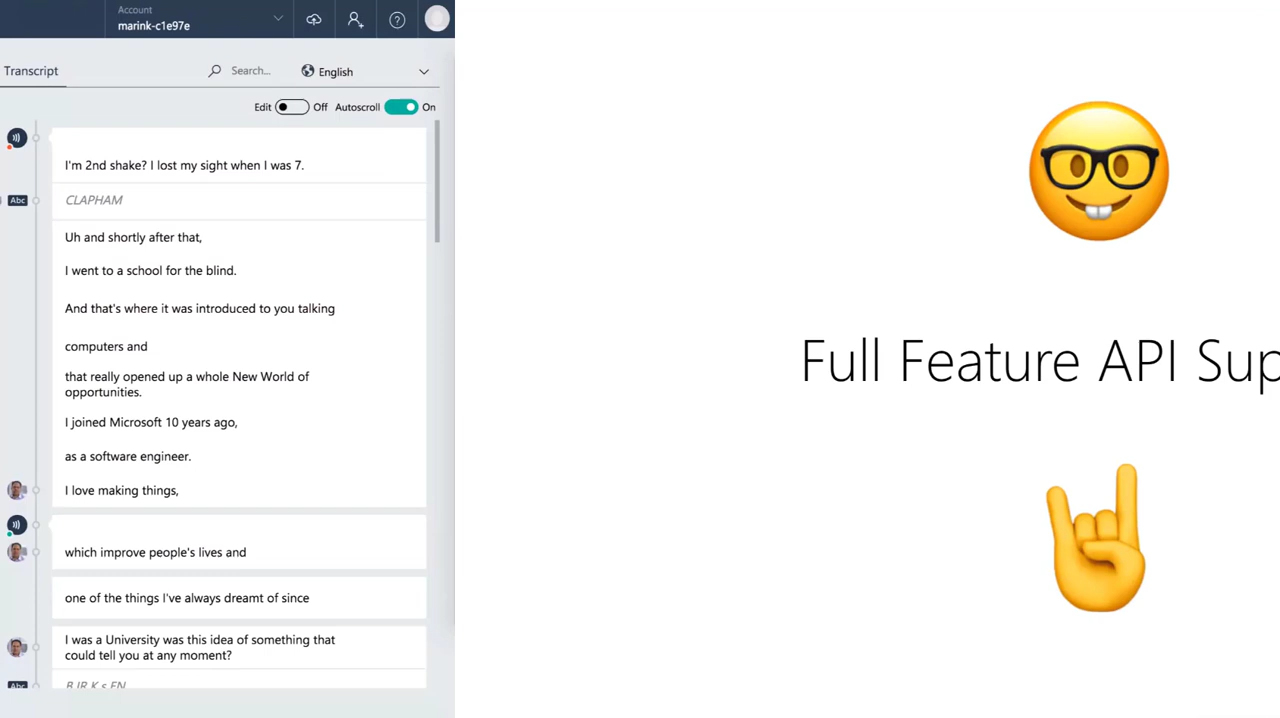 Account
marink-c1e97e
Transcript
Search...
English
Edit Off Autoscroll On
I'm 2nd shake? I lost my sight when I was 7.
Abc
CLAPHAM
Uh and shortly after that,
I went to a school for the blind.
And that's where it was introduced to you talking
computers and
that really opened up a whole New World of
opportunities.
I joined Microsoft 10 years ago,
as a software engineer.
I love making things,
which improve people's lives and
one of the things I've always dreamt of since
I was a University was this idea of something that
could tell you at any moment?
Abc
Full Feature API Sup